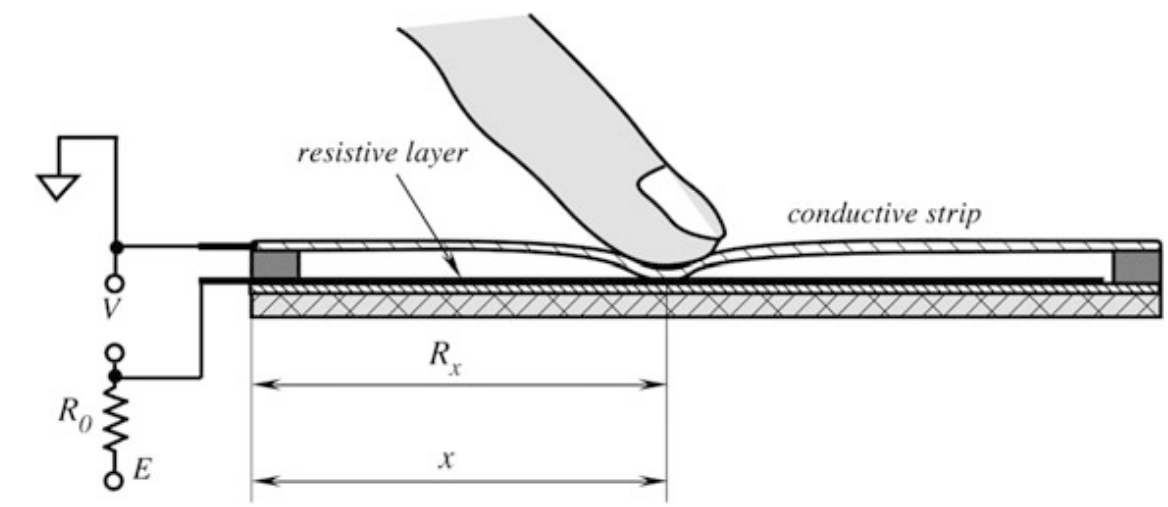 resistive layer
conductive strip
V
R₀
E
Rₓ
x